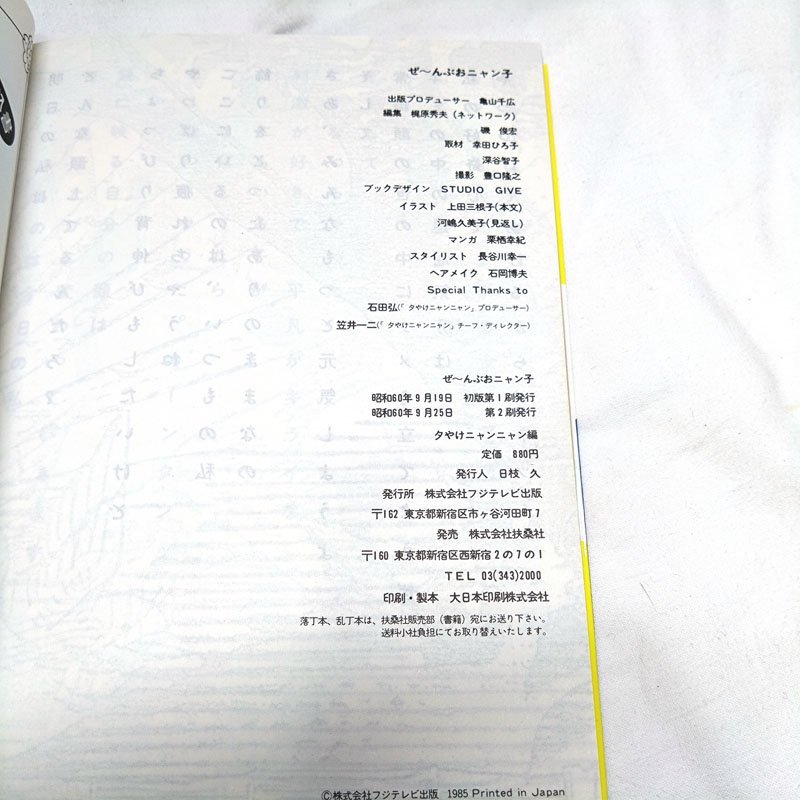 ぜ〜んぶおニャン子
出版プロデューサー 亀山千広
編集 梶原秀夫(ネットワーク)
磯 俊宏
取材 幸田ひろ子
深谷智子
撮影 豊口隆之
ブックデザイン STUDIO GIVE
イラスト 上田三根子(本文)
河嶋久美子(見返し)
マンガ 栗栖幸紀
スタイリスト 長谷川幸一
ヘアメイク 石岡博夫
Special Thanks to
石田弘(「夕やけニャンニャン」プロデューサー)
笠井一二(「夕やけニャンニャン」チーフ・ディレクター)
ぜ〜んぶおニャン子
昭和60年9月19日 初版第1刷発行
昭和60年9月25日 第2刷発行
夕やけニャンニャン編
定価 880円
発行人 日枝 久
発行所 株式会社フジテレビ出版
〒162 東京都新宿区市ヶ谷河田町7
発売 株式会社扶桑社
〒160 東京都新宿区西新宿2の7の1
TEL 03(343)2000
印刷・製本 大日本印刷株式会社
落丁本、乱丁本は、扶桑社販売部(書籍)宛にお送り下さい。
送料小社負担にてお取り替えいたします。
©株式会社フジテレビ出版 1985 Printed in Japan